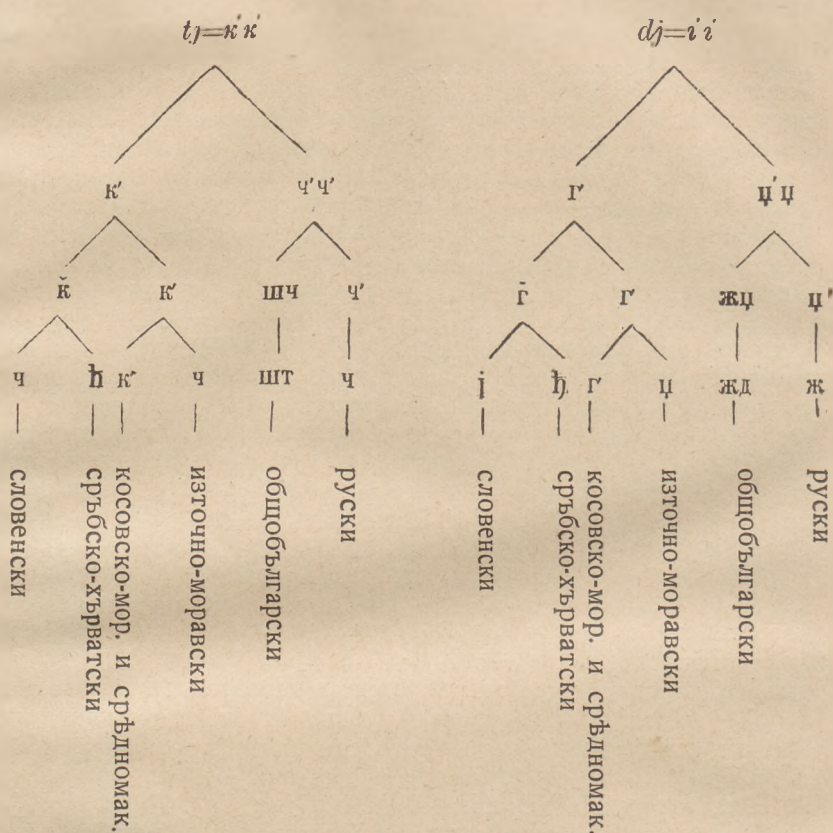 tj=к'к' dj=г'г'
к' ч'ч' г' џ'џ
ǩ к' шч ч' г̄ г' жџ џ'
ч ћ к' ч шт ч ј ђ г' џ жд ж
словенски
сръбско-хърватски
косовско-мор. и срѣдномак.
източно-моравски
общобългарски
руски
словенски
сръбско-хърватски
косовско-мор. и срѣдномак.
източно-моравски
общобългарски
руски